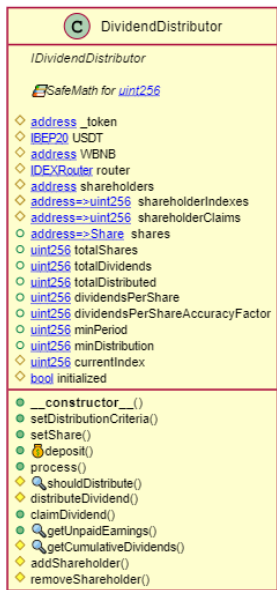 C DividendDistributor
IDividendDistributor
SafeMath for uint256
address _token
IBEP20 USDT
address WBNB
IDEXRouter router
address shareholders
address=>uint256 shareholderIndexes
address=>uint256 shareholderClaims
address=>Share shares
uint256 totalShares
uint256 totalDividends
uint256 totalDistributed
uint256 dividendsPerShare
uint256 dividendsPerShareAccuracyFactor
uint256 minPeriod
uint256 minDistribution
uint256 currentIndex
bool initialized
__constructor__()
setDistributionCriteria()
setShare()
deposit()
process()
shouldDistribute()
distributeDividend()
claimDividend()
getUnpaidEarnings()
getCumulativeDividends()
addShareholder()
removeShareholder()